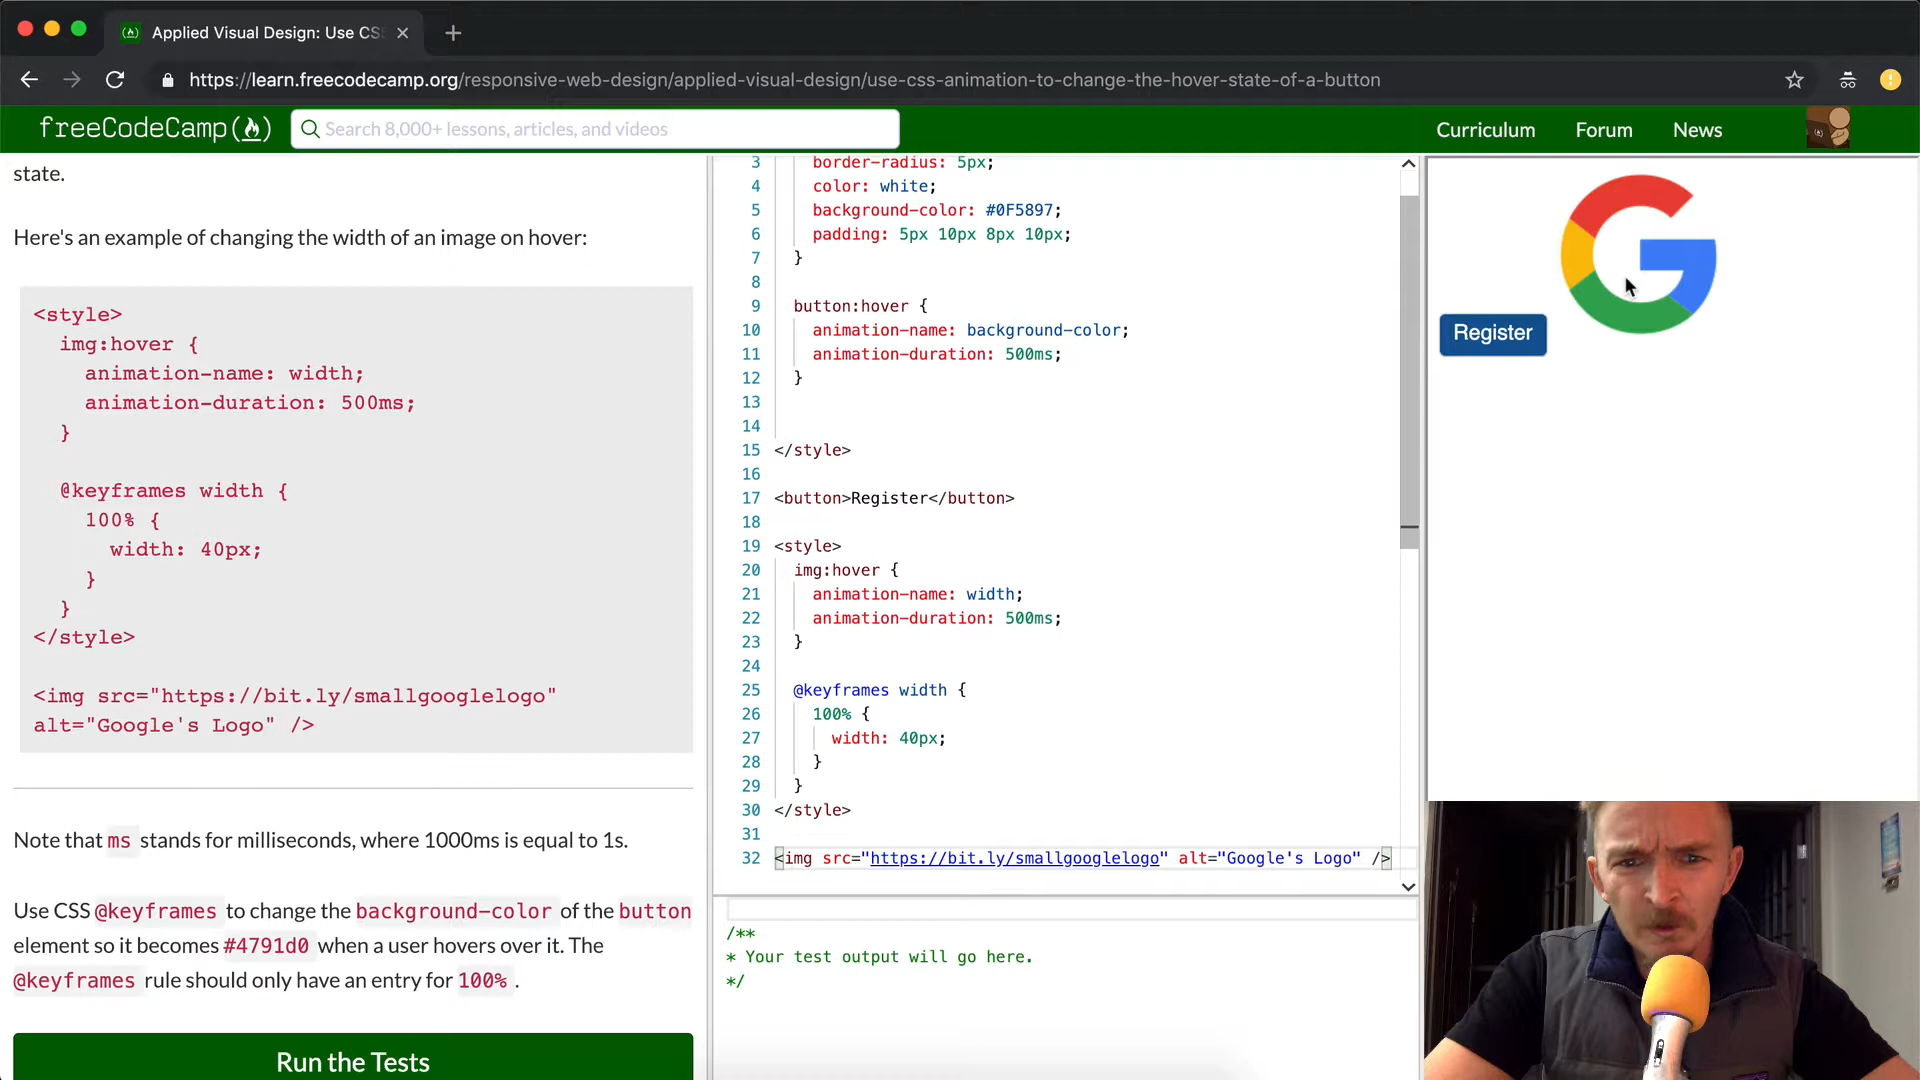 Applied Visual Design: Use CSS
https://learn.freecodecamp.org/responsive-web-design/applied-visual-design/use-css-animation-to-change-the-hover-state-of-a-button
freeCodeCamp
Search 8,000+ lessons, articles, and videos
Curriculum
Forum
News
state.
Here's an example of changing the width of an image on hover:
<style>
img:hover {
animation-name: width;
animation-duration: 500ms;
}
@keyframes width {
100% {
width: 40px;
}
}
</style>
<img src="https://bit.ly/smallgooglelogo"
alt="Google's Logo" />
Note that ms stands for milliseconds, where 1000ms is equal to 1s.
Use CSS @keyframes to change the background-color of the button
element so it becomes #4791d0 when a user hovers over it. The
@keyframes rule should only have an entry for 100% .
Run the Tests
3 border-radius: 5px;
4 color: white;
5 background-color: #0F5897;
6 padding: 5px 10px 8px 10px;
7 }
8
9 button:hover {
10 animation-name: background-color;
11 animation-duration: 500ms;
12 }
13
14
15 </style>
16
17 <button>Register</button>
18
19 <style>
20 img:hover {
21 animation-name: width;
22 animation-duration: 500ms;
23 }
24
25 @keyframes width {
26 100% {
27 width: 40px;
28 }
29 }
30 </style>
31
32 <img src="https://bit.ly/smallgooglelogo" alt="Google's Logo" />
/**
* Your test output will go here.
*/
Register